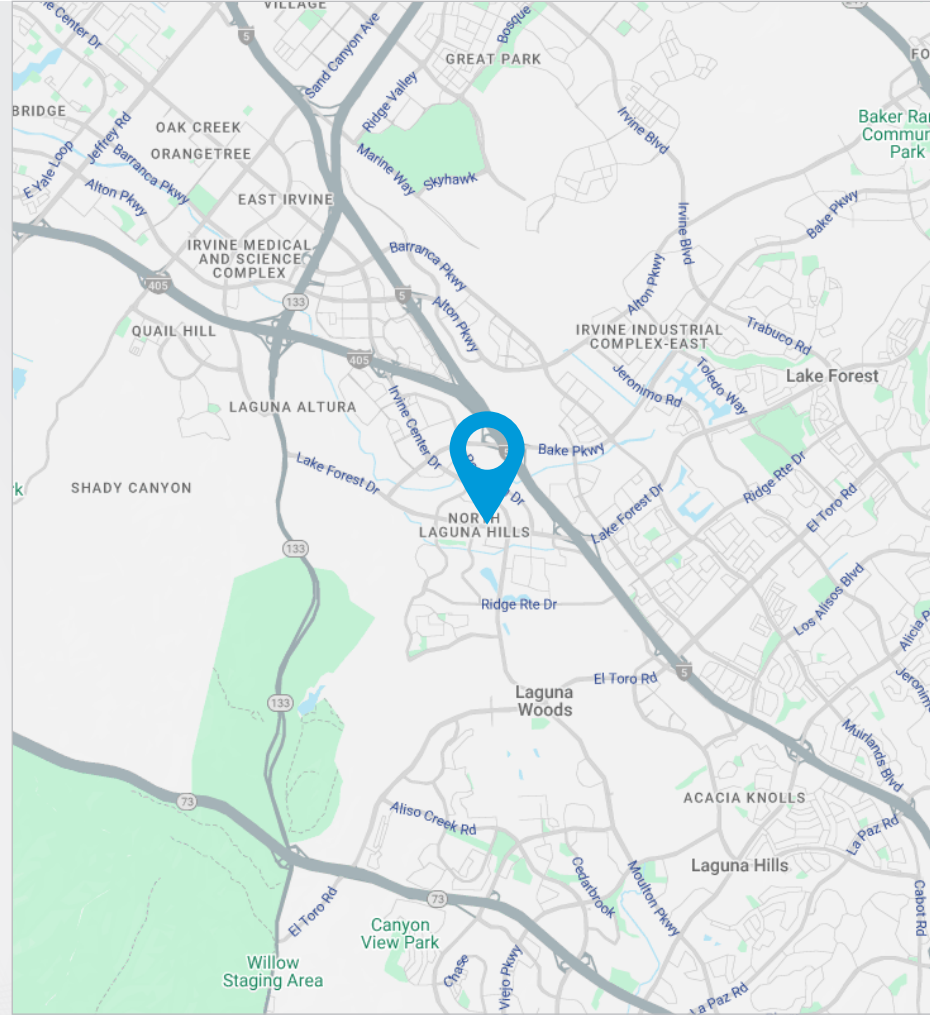 VILLAGE
e Center Dr
5
Sand Canyon Ave
Bosque
GREAT PARK
FO
BRIDGE
OAK CREEK
Jeffrey Rd
ORANGETREE
Ridge Valley
Irvine Blvd
Baker Ran
Commun
Park
E Yale Loop
Barranca Pkwy
Alton Pkwy
Marine Way
Skyhawk
EAST IRVINE
Irvine Blvd
Bake Pkwy
IRVINE MEDICAL
AND SCIENCE
COMPLEX
Barranca Pkwy
405
133
5
Alton Pkwy
Alton Pkwy
QUAIL HILL
405
IRVINE INDUSTRIAL
COMPLEX-EAST
Trabuco Rd
Jeronimo Rd
Toledo Way
Lake Forest
LAGUNA ALTURA
Irvine Center Dr
Bake Pkwy
Lake Forest Dr
Dr
k
SHADY CANYON
Ridge Rte Dr
Lake Forest Dr
El Toro Rd
NORTH
LAGUNA HILLS
133
Ridge Rte Dr
Los Alisos Blvd
Alicia P
El Toro Rd
5
Jeronimo
133
Laguna
Woods
Muirlands Blvd
73
Aliso Creek Rd
ACACIA KNOLLS
La Paz Rd
Laguna Hills
Cedarbrook
Moulton Pkwy
Cabot Rd
73
El Toro Rd
Canyon
View Park
Willow
Staging Area
Chase
Viejo Pkwy
La Paz Rd